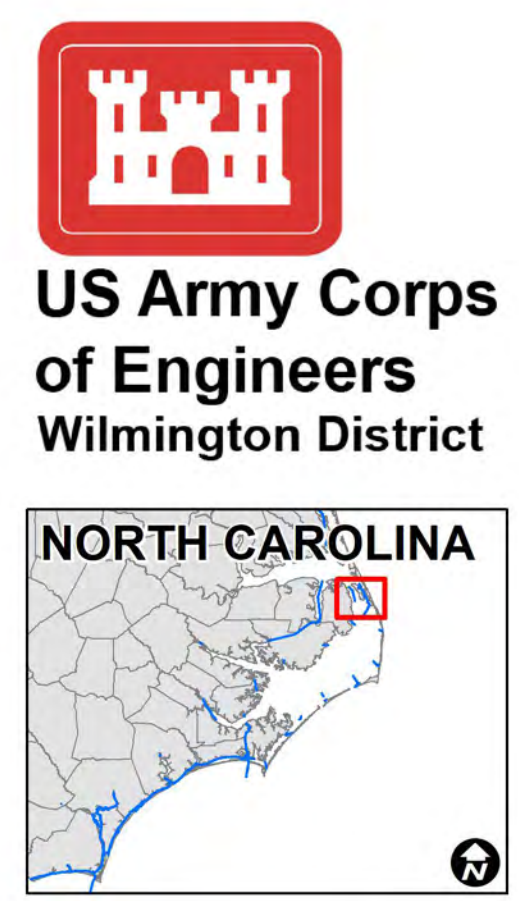 US Army Corps
of Engineers
Wilmington District
NORTH CAROLINA
N